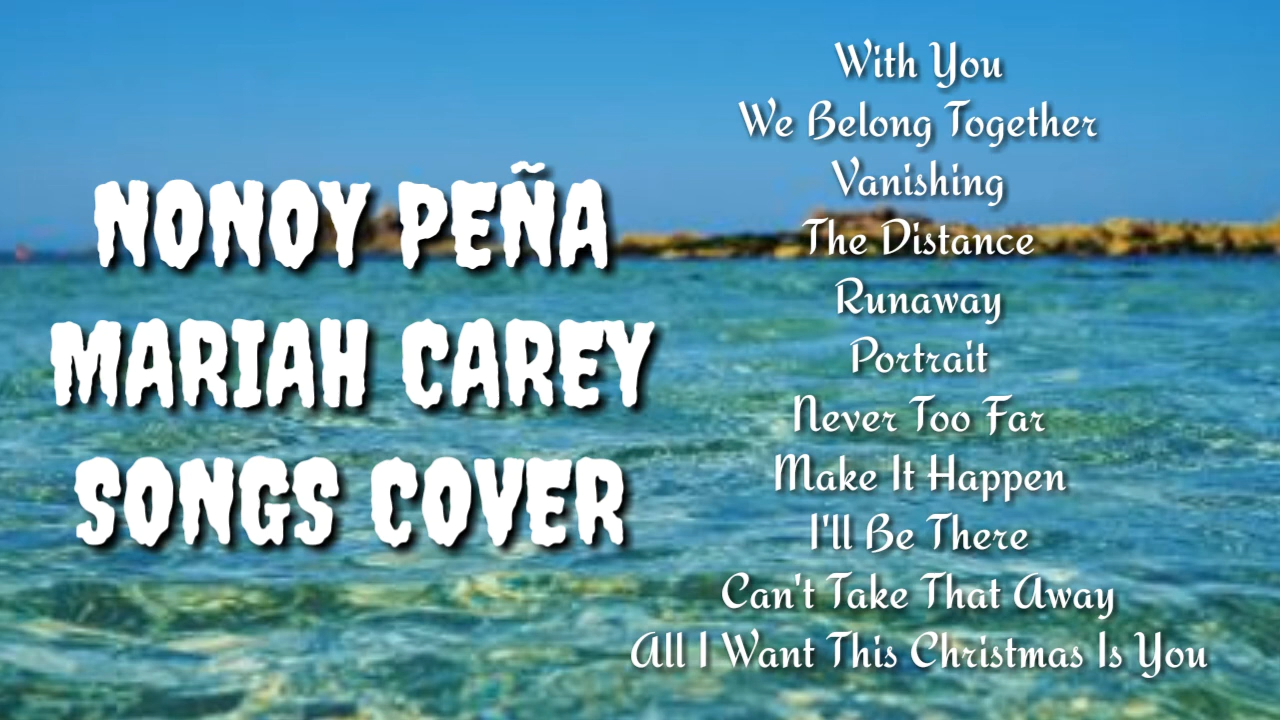 NONOY PEÑA
MARIAH CAREY
SONGS COVER
With You
We Belong Together
Vanishing
The Distance
Runaway
Portrait
Never Too Far
Make It Happen
I'll Be There
Can't Take That Away
All I Want This Christmas Is You